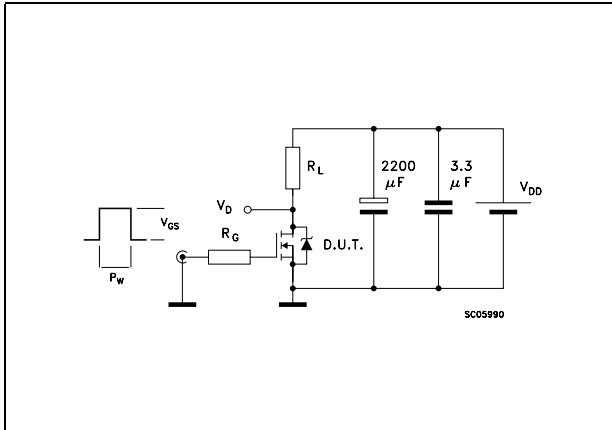 R_L
2200
μF
3.3
μF
V_DD
V_D
V_GS
R_G
D.U.T.
P_W
SC05990